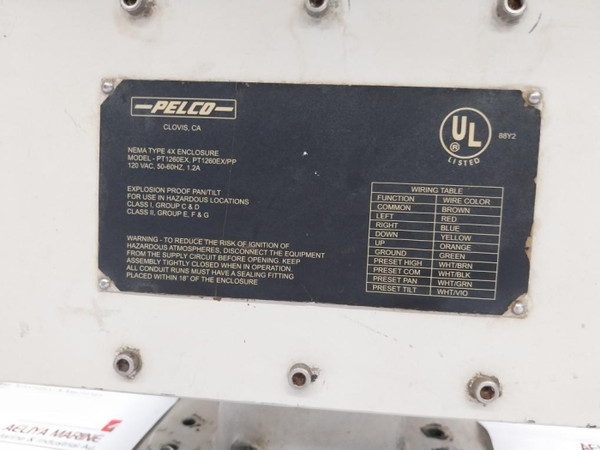 PELCO
CLOVIS, CA
NEMA TYPE 4X ENCLOSURE
MODEL - PT1260EX, PT1260EX/PP
120 VAC, 50-60HZ, 1.2A
EXPLOSION PROOF PAN/TILT
FOR USE IN HAZARDOUS LOCATIONS
CLASS I, GROUP C & D
CLASS II, GROUP E, F & G
WARNING - TO REDUCE THE RISK OF IGNITION OF
HAZARDOUS ATMOSPHERES, DISCONNECT THE EQUIPMENT
FROM THE SUPPLY CIRCUIT BEFORE OPENING. KEEP
ASSEMBLY TIGHTLY CLOSED WHEN IN OPERATION.
ALL CONDUIT RUNS MUST HAVE A SEALING FITTING
PLACED WITHIN 18" OF THE ENCLOSURE
UL
®
LISTED
88Y2
WIRING TABLE
FUNCTION WIRE COLOR
COMMON BROWN
LEFT RED
RIGHT BLUE
DOWN YELLOW
UP ORANGE
GROUND GREEN
PRESET HIGH WHT/BRN
PRESET COM WHT/BLK
PRESET PAN WHT/GRN
PRESET TILT WHT/VIO
AELIYA MARINE